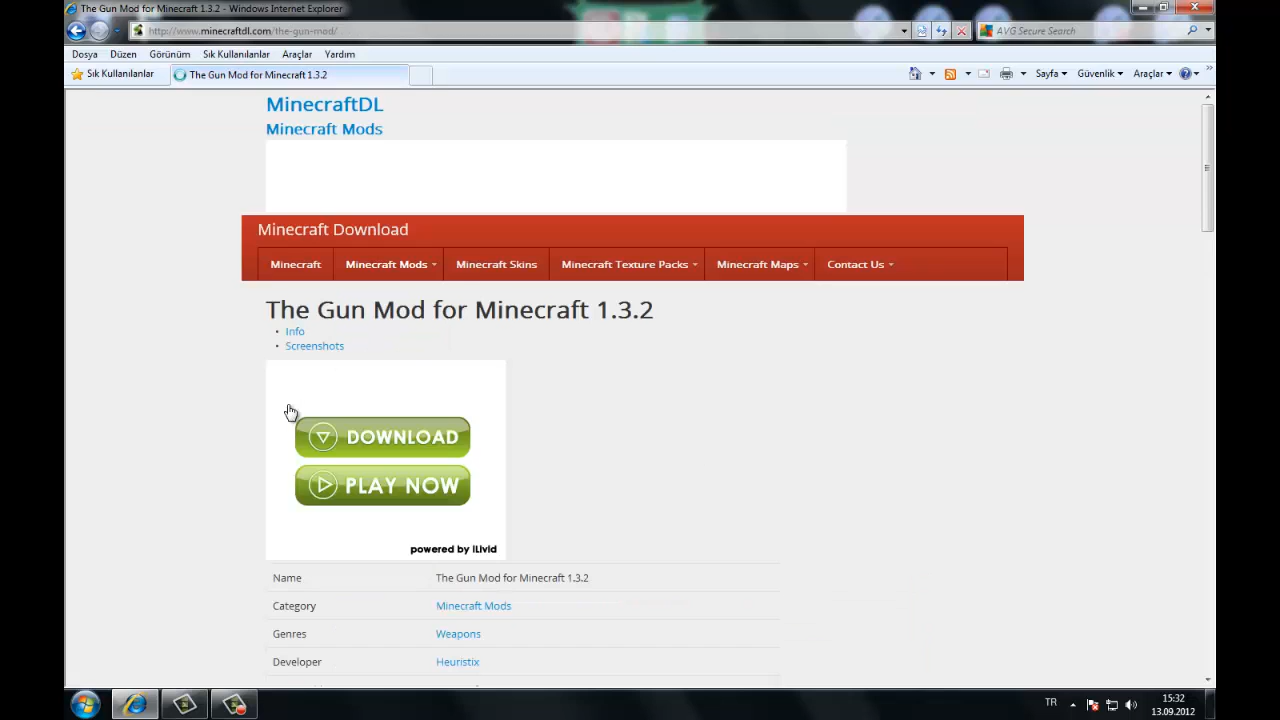 The Gun Mod for Minecraft 1.3.2 - Windows Internet Explorer
http://www.minecraftdl.com/the-gun-mod/
AVG Secure Search
Dosya Düzen Görünüm Sık Kullanılanlar Araçlar Yardım
Sık Kullanılanlar
The Gun Mod for Minecraft 1.3.2
Sayfa Güvenlik Araçlar
MinecraftDL
Minecraft Mods
Minecraft Download
Minecraft Minecraft Mods Minecraft Skins Minecraft Texture Packs Minecraft Maps Contact Us
The Gun Mod for Minecraft 1.3.2
• Info
• Screenshots
DOWNLOAD
PLAY NOW
powered by iLivid
Name The Gun Mod for Minecraft 1.3.2
Category Minecraft Mods
Genres Weapons
Developer Heuristix
TR
15:32
13.09.2012